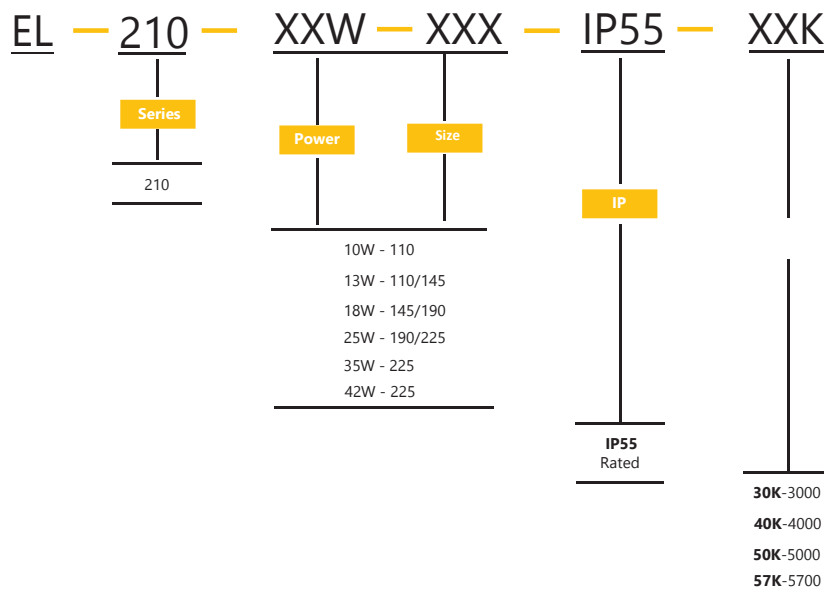 EL — 210 — XXW — XXX — IP55 — XXK
Series
Power
Size
210
IP
10W - 110
13W - 110/145
18W - 145/190
25W - 190/225
35W - 225
42W - 225
IP55
Rated
30K-3000
40K-4000
50K-5000
57K-5700